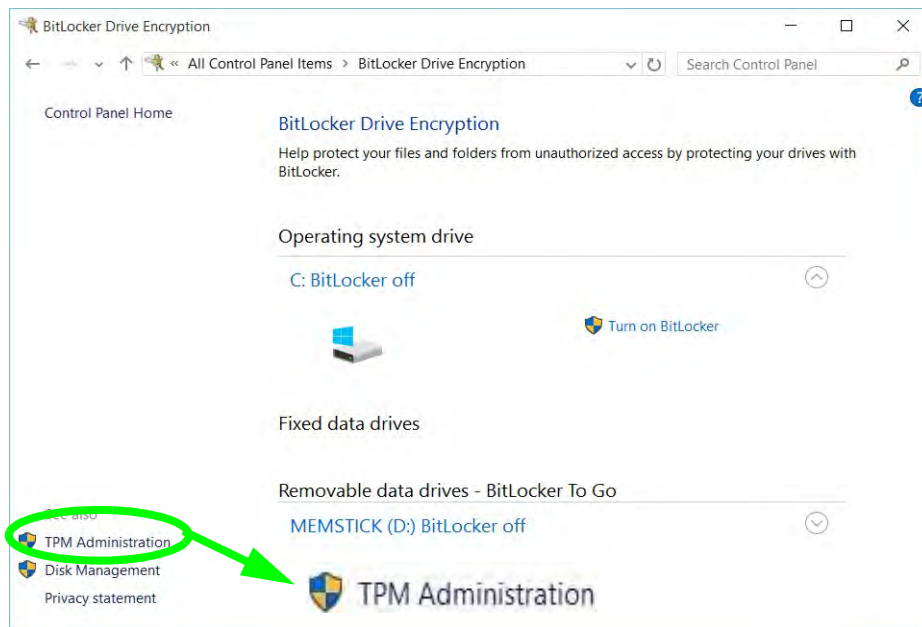 BitLocker Drive Encryption
« All Control Panel Items > BitLocker Drive Encryption
Search Control Panel
?
Control Panel Home
BitLocker Drive Encryption
Help protect your files and folders from unauthorized access by protecting your drives with
BitLocker.
Operating system drive
C: BitLocker off
Turn on BitLocker
Fixed data drives
Removable data drives - BitLocker To Go
MEMSTICK (D:) BitLocker off
See also
TPM Administration
Disk Management
Privacy statement
TPM Administration